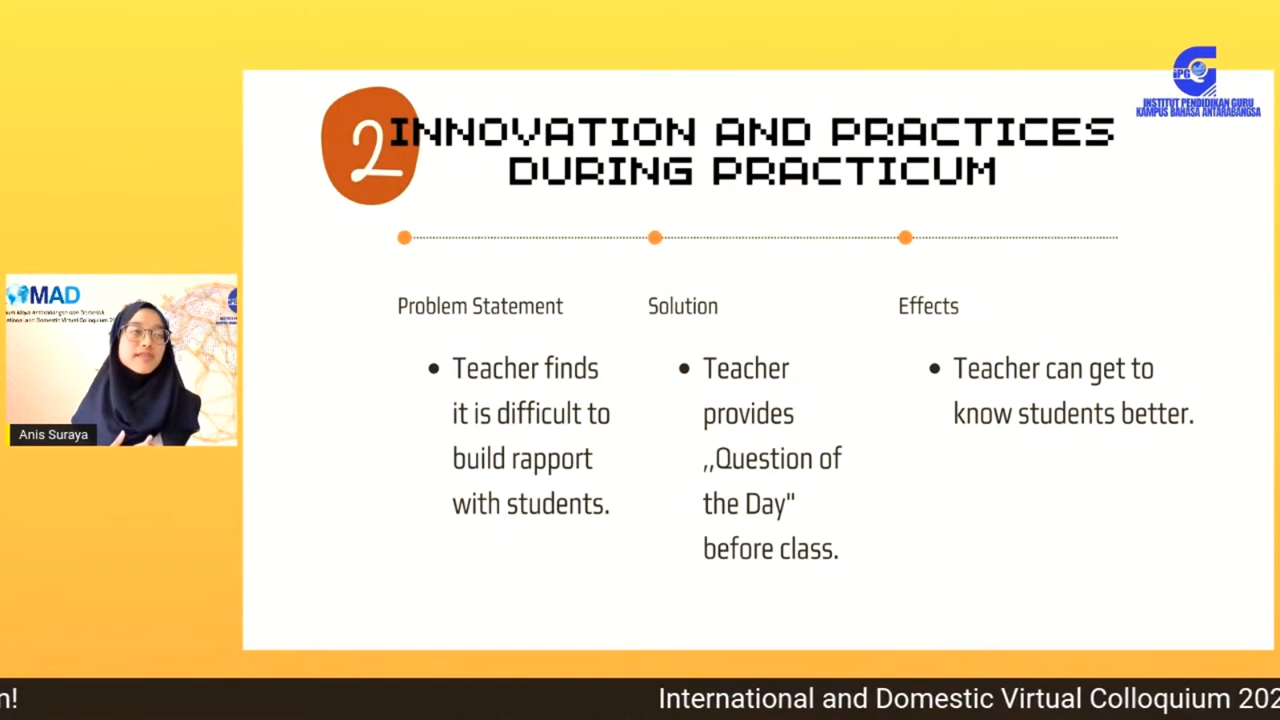 iPG
INSTITUT PENDIDIKAN GURU
KAMPUS BAHASA ANTARABANGSA
2
INNOVATION AND PRACTICES
DURING PRACTICUM
Problem Statement
Teacher finds
it is difficult to
build rapport
with students.
Solution
Teacher
provides
,,Question of
the Day"
before class.
Effects
Teacher can get to
know students better.
MAD
Anis Suraya
n!
International and Domestic Virtual Colloquium 202